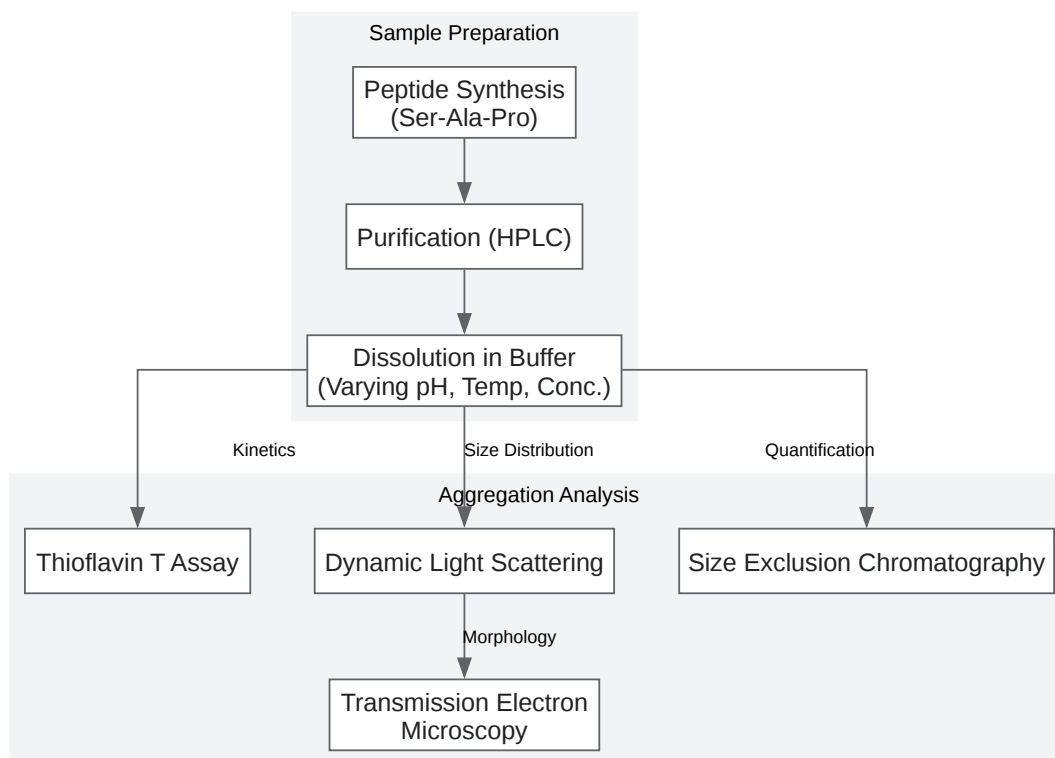 Sample Preparation
Peptide Synthesis
(Ser-Ala-Pro)
Purification (HPLC)
Dissolution in Buffer
(Varying pH, Temp, Conc.)
Kinetics
Size Distribution
Quantification
Aggregation Analysis
Thioflavin T Assay
Dynamic Light Scattering
Size Exclusion Chromatography
Morphology
Transmission Electron
Microscopy